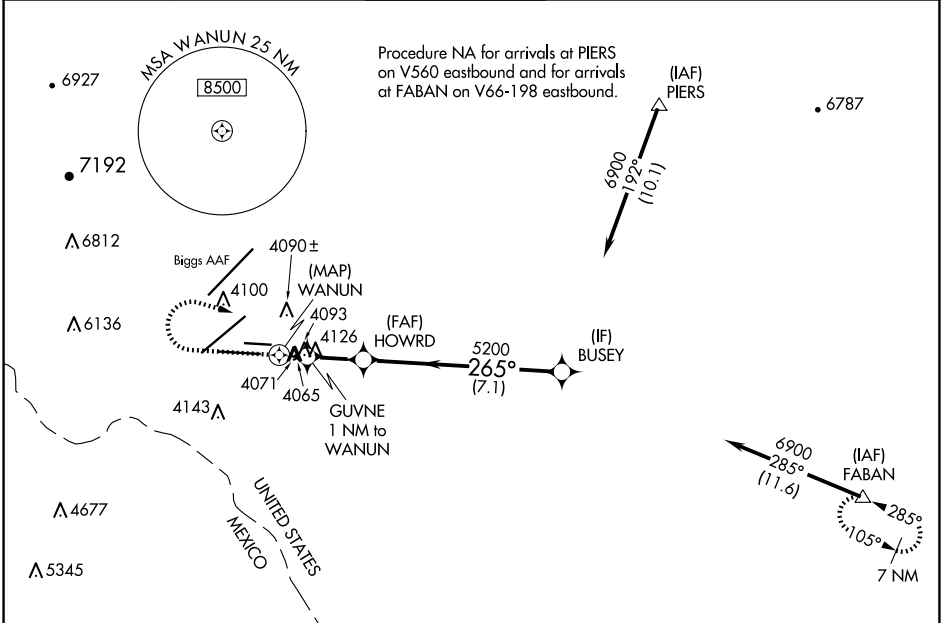 MSA WANUN 25 NM
8500
Procedure NA for arrivals at PIERS
on V560 eastbound and for arrivals
at FABAN on V66-198 eastbound.
(IAF)
PIERS
6927
6787
7192
6900
192°
(10.1)
6812
4090±
Biggs AAF
(MAP)
WANUN
4100
4093
6136
4126
(FAF)
HOWRD
(IF)
BUSEY
5200
265°
(7.1)
4071
4065
GUVNE
1 NM to
WANUN
4143
6900
285°
(11.6)
(IAF)
FABAN
285°
105°
7 NM
4677
UNITED STATES
MEXICO
5345